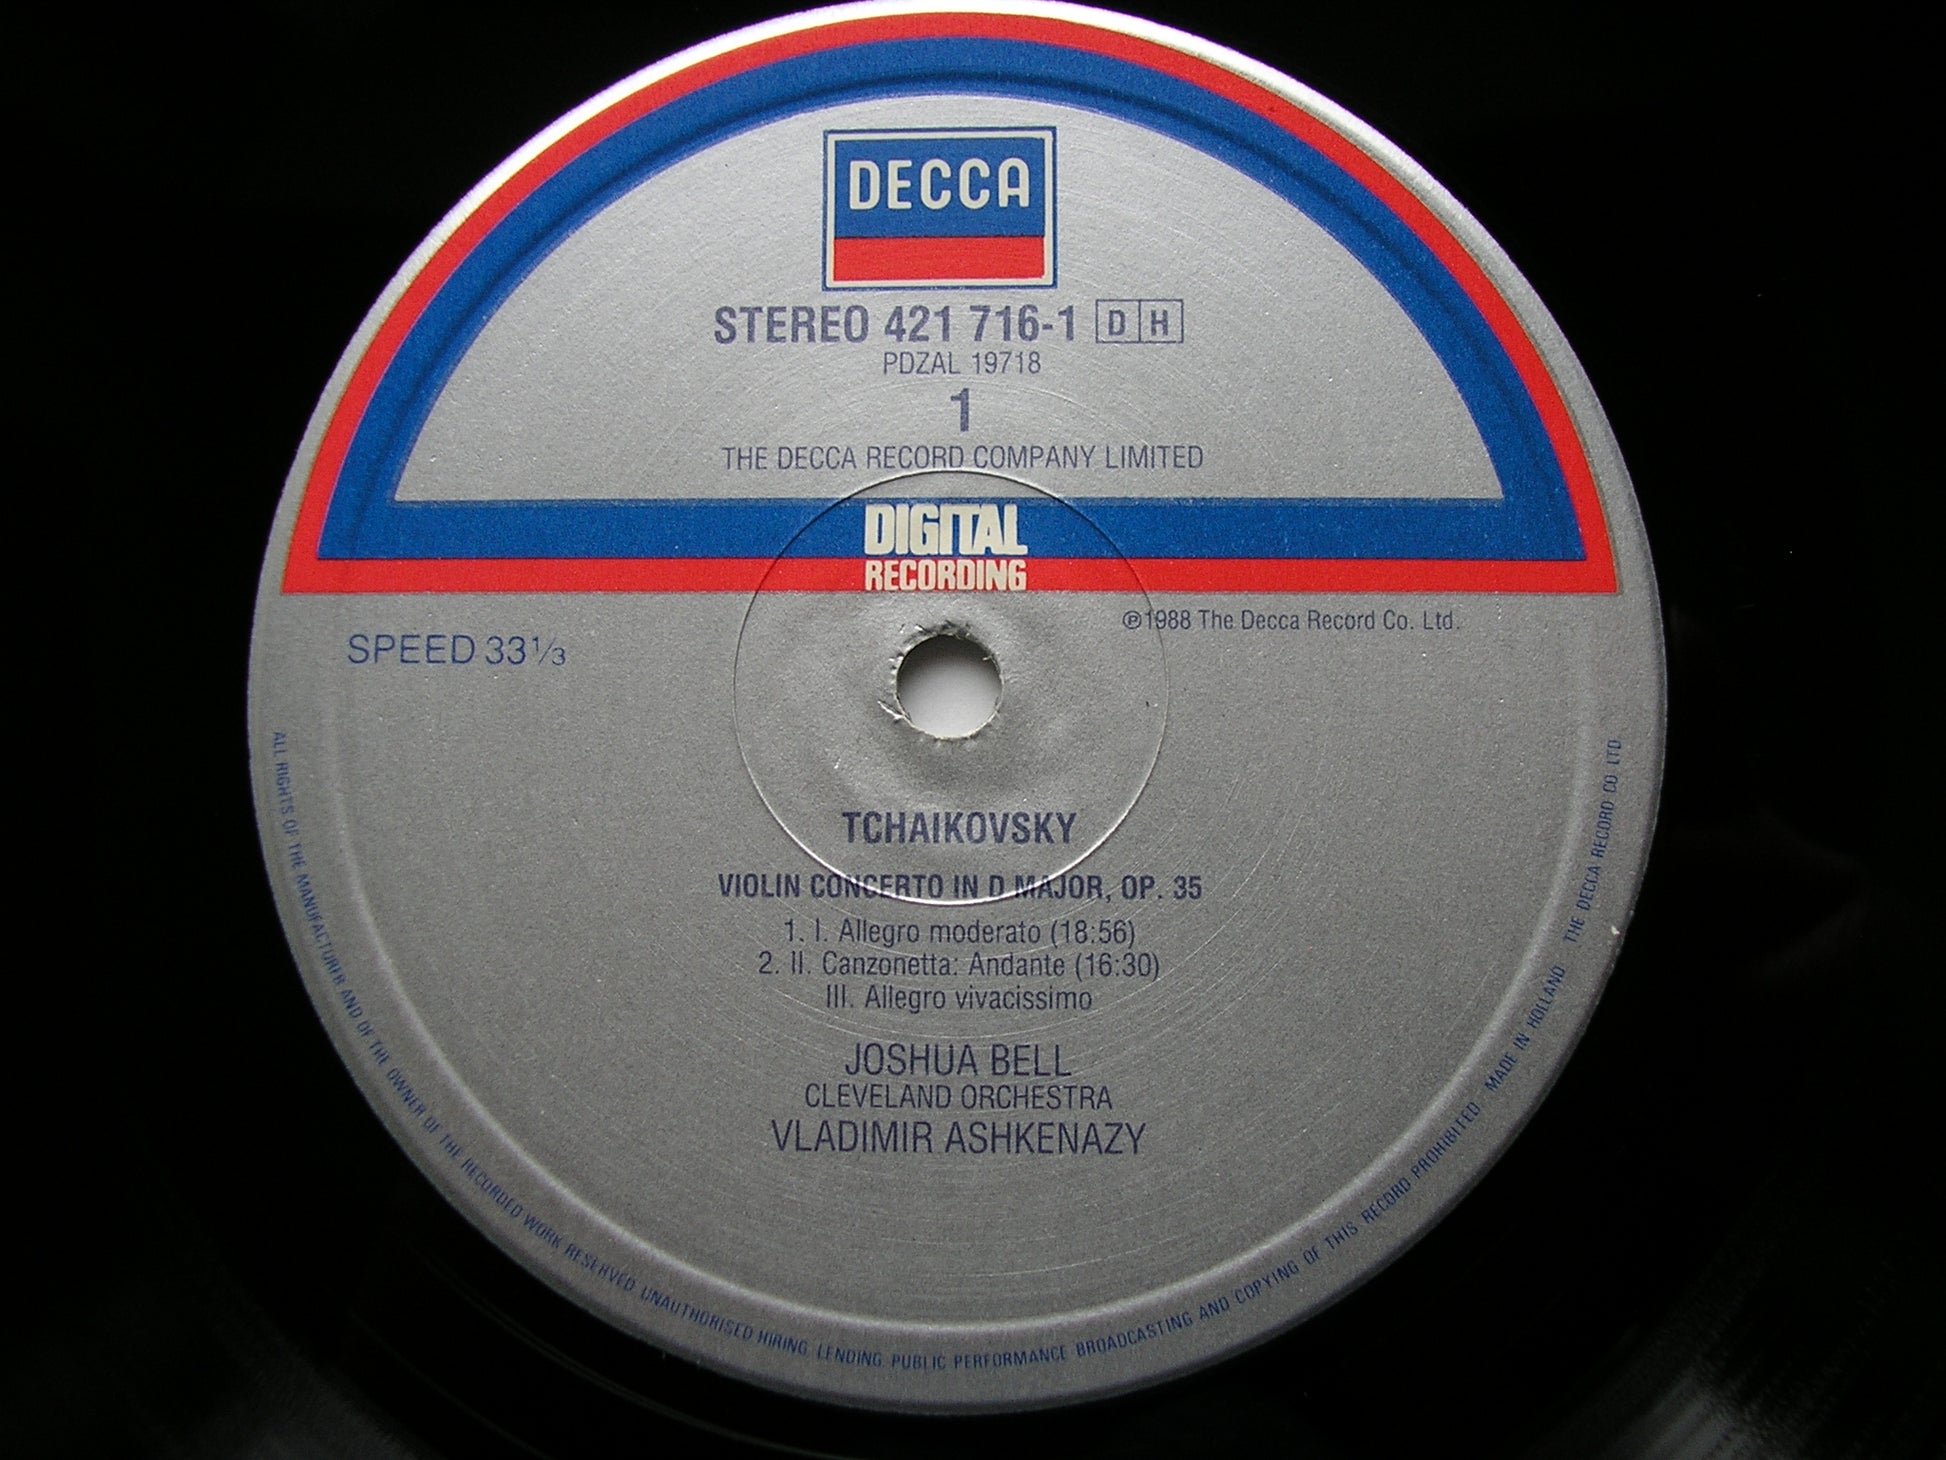 DECCA
STEREO 421 716-1 D H
PDZAL 19718
1
THE DECCA RECORD COMPANY LIMITED
DIGITAL
RECORDING
℗1988 The Decca Record Co. Ltd.
SPEED 33⅓
TCHAIKOVSKY
VIOLIN CONCERTO IN D MAJOR, OP. 35
1. I. Allegro moderato (18:56)
2. II. Canzonetta: Andante (16:30)
III. Allegro vivacissimo
JOSHUA BELL
CLEVELAND ORCHESTRA
VLADIMIR ASHKENAZY
ALL RIGHTS OF THE MANUFACTURER AND OF THE OWNER OF THE RECORDED WORK RESERVED UNAUTHORISED HIRING LENDING PUBLIC PERFORMANCE BROADCASTING AND COPYING OF THIS RECORD PROHIBITED MADE IN HOLLAND THE DECCA RECORD CO LTD